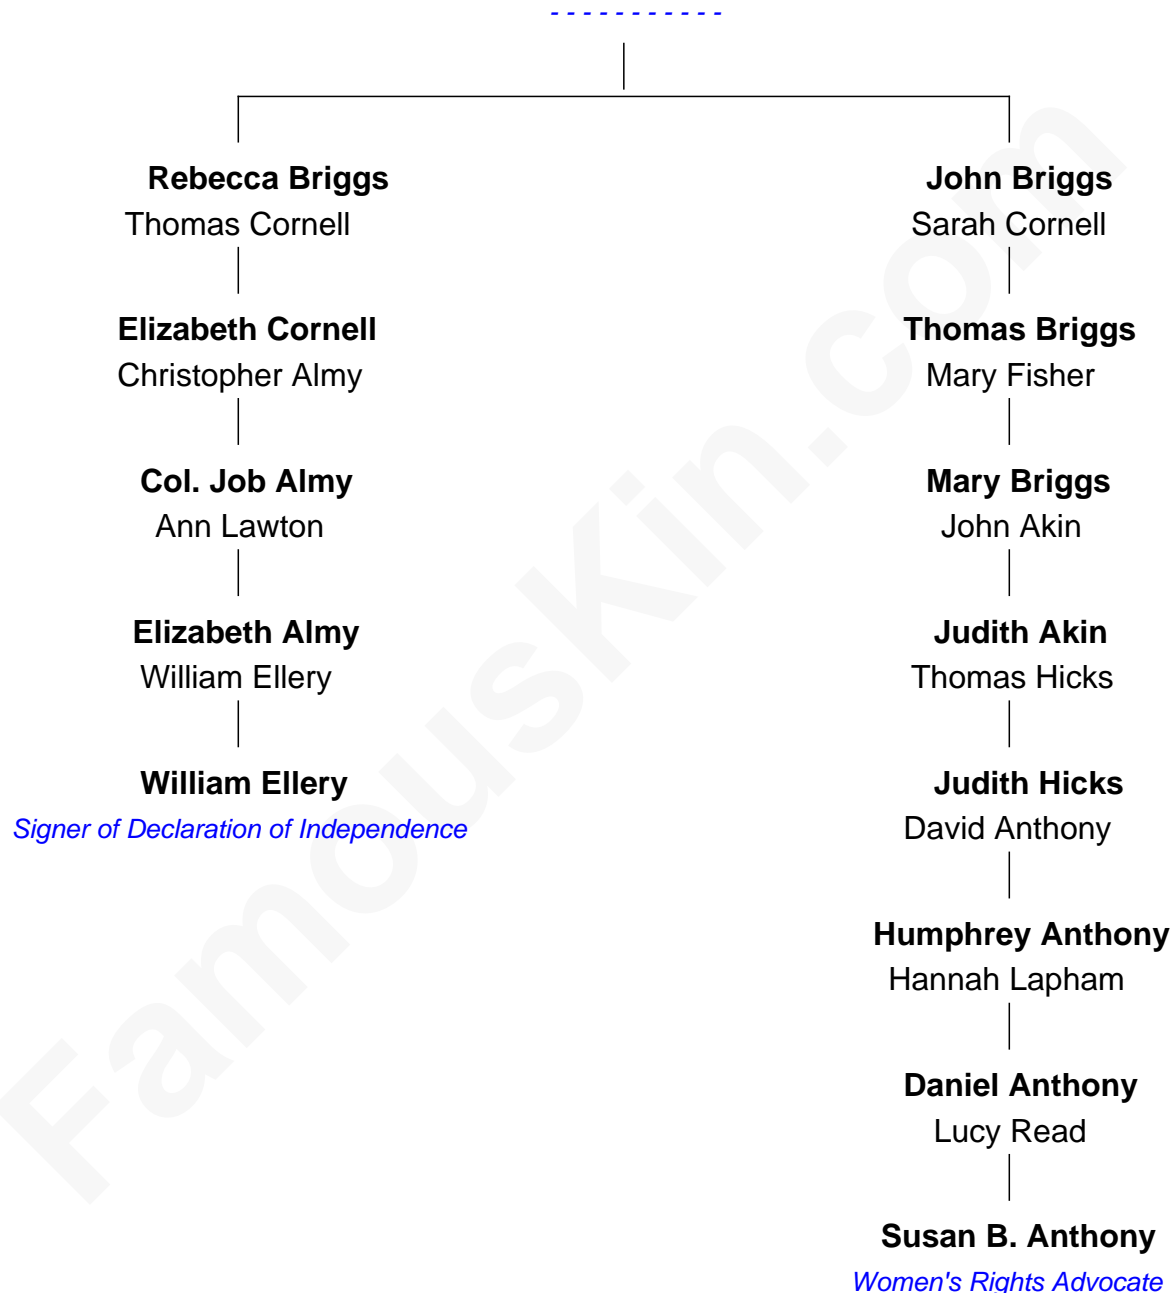 - - - - - - - - - - -
Rebecca Briggs
Thomas Cornell
Elizabeth Cornell
Christopher Almy
Col. Job Almy
Ann Lawton
Elizabeth Almy
William Ellery
William Ellery
Signer of Declaration of Independence
John Briggs
Sarah Cornell
Thomas Briggs
Mary Fisher
Mary Briggs
John Akin
Judith Akin
Thomas Hicks
Judith Hicks
David Anthony
Humphrey Anthony
Hannah Lapham
Daniel Anthony
Lucy Read
Susan B. Anthony
Women's Rights Advocate
FamousKin.com